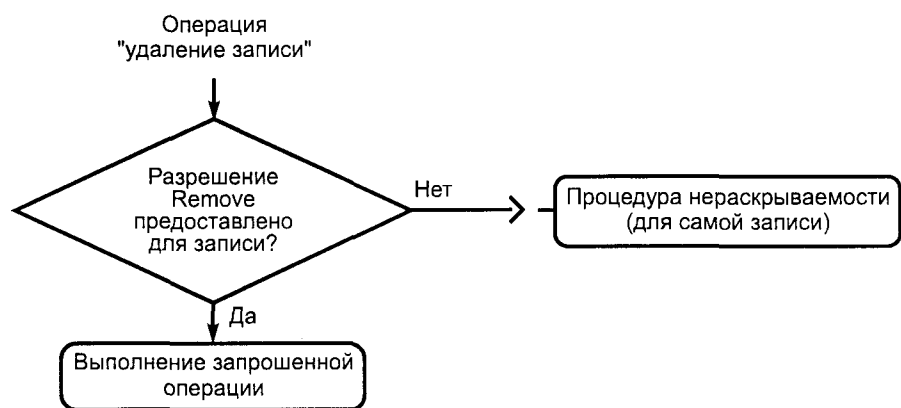 Операция
"удаление записи"
Разрешение
Remove
предоставлено
для записи?
Нет
Процедура нераскрываемости
(для самой записи)
Да
Выполнение запрошенной
операции